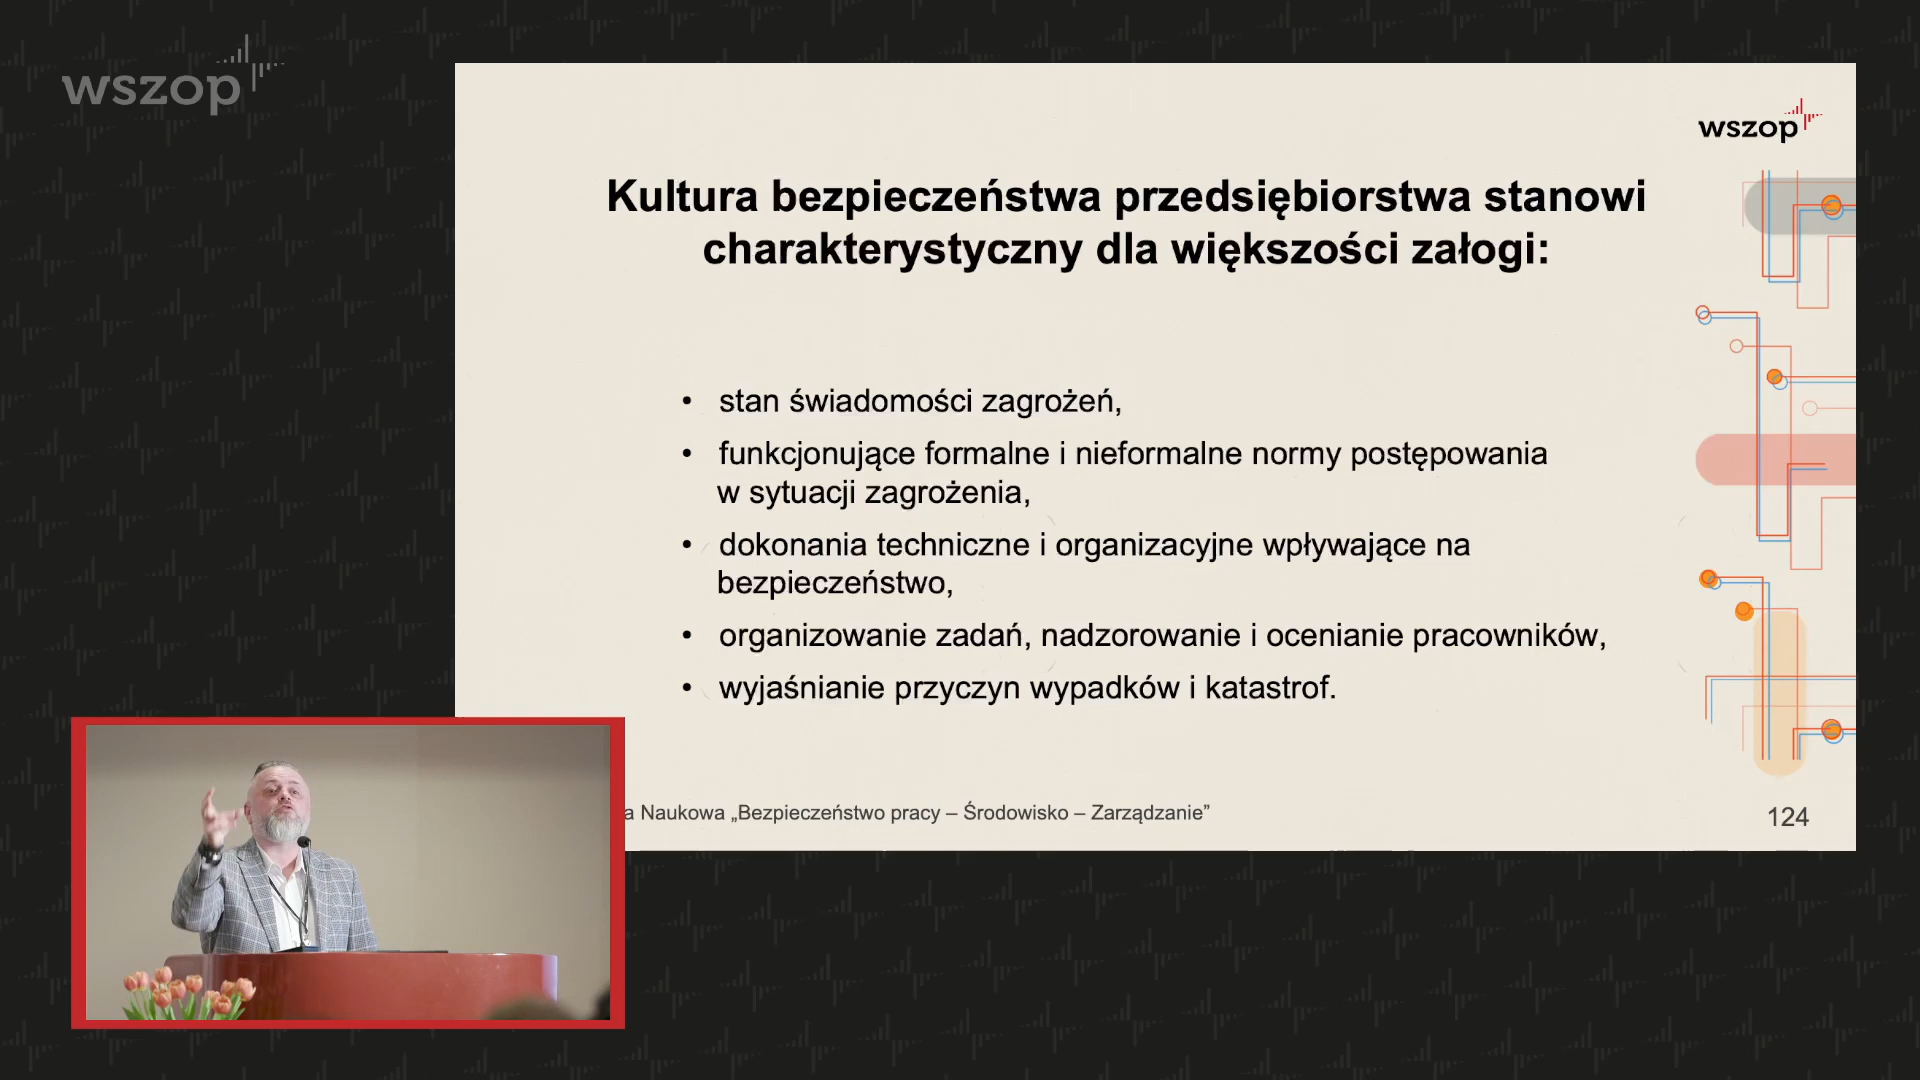 wszop
wszop
Kultura bezpieczeństwa przedsiębiorstwa stanowi
charakterystyczny dla większości załogi:
• stan świadomości zagrożeń,
• funkcjonujące formalne i nieformalne normy postępowania
w sytuacji zagrożenia,
• dokonania techniczne i organizacyjne wpływające na
bezpieczeństwo,
• organizowanie zadań, nadzorowanie i ocenianie pracowników,
• wyjaśnianie przyczyn wypadków i katastrof.
a Naukowa „Bezpieczeństwo pracy – Środowisko – Zarządzanie”
124